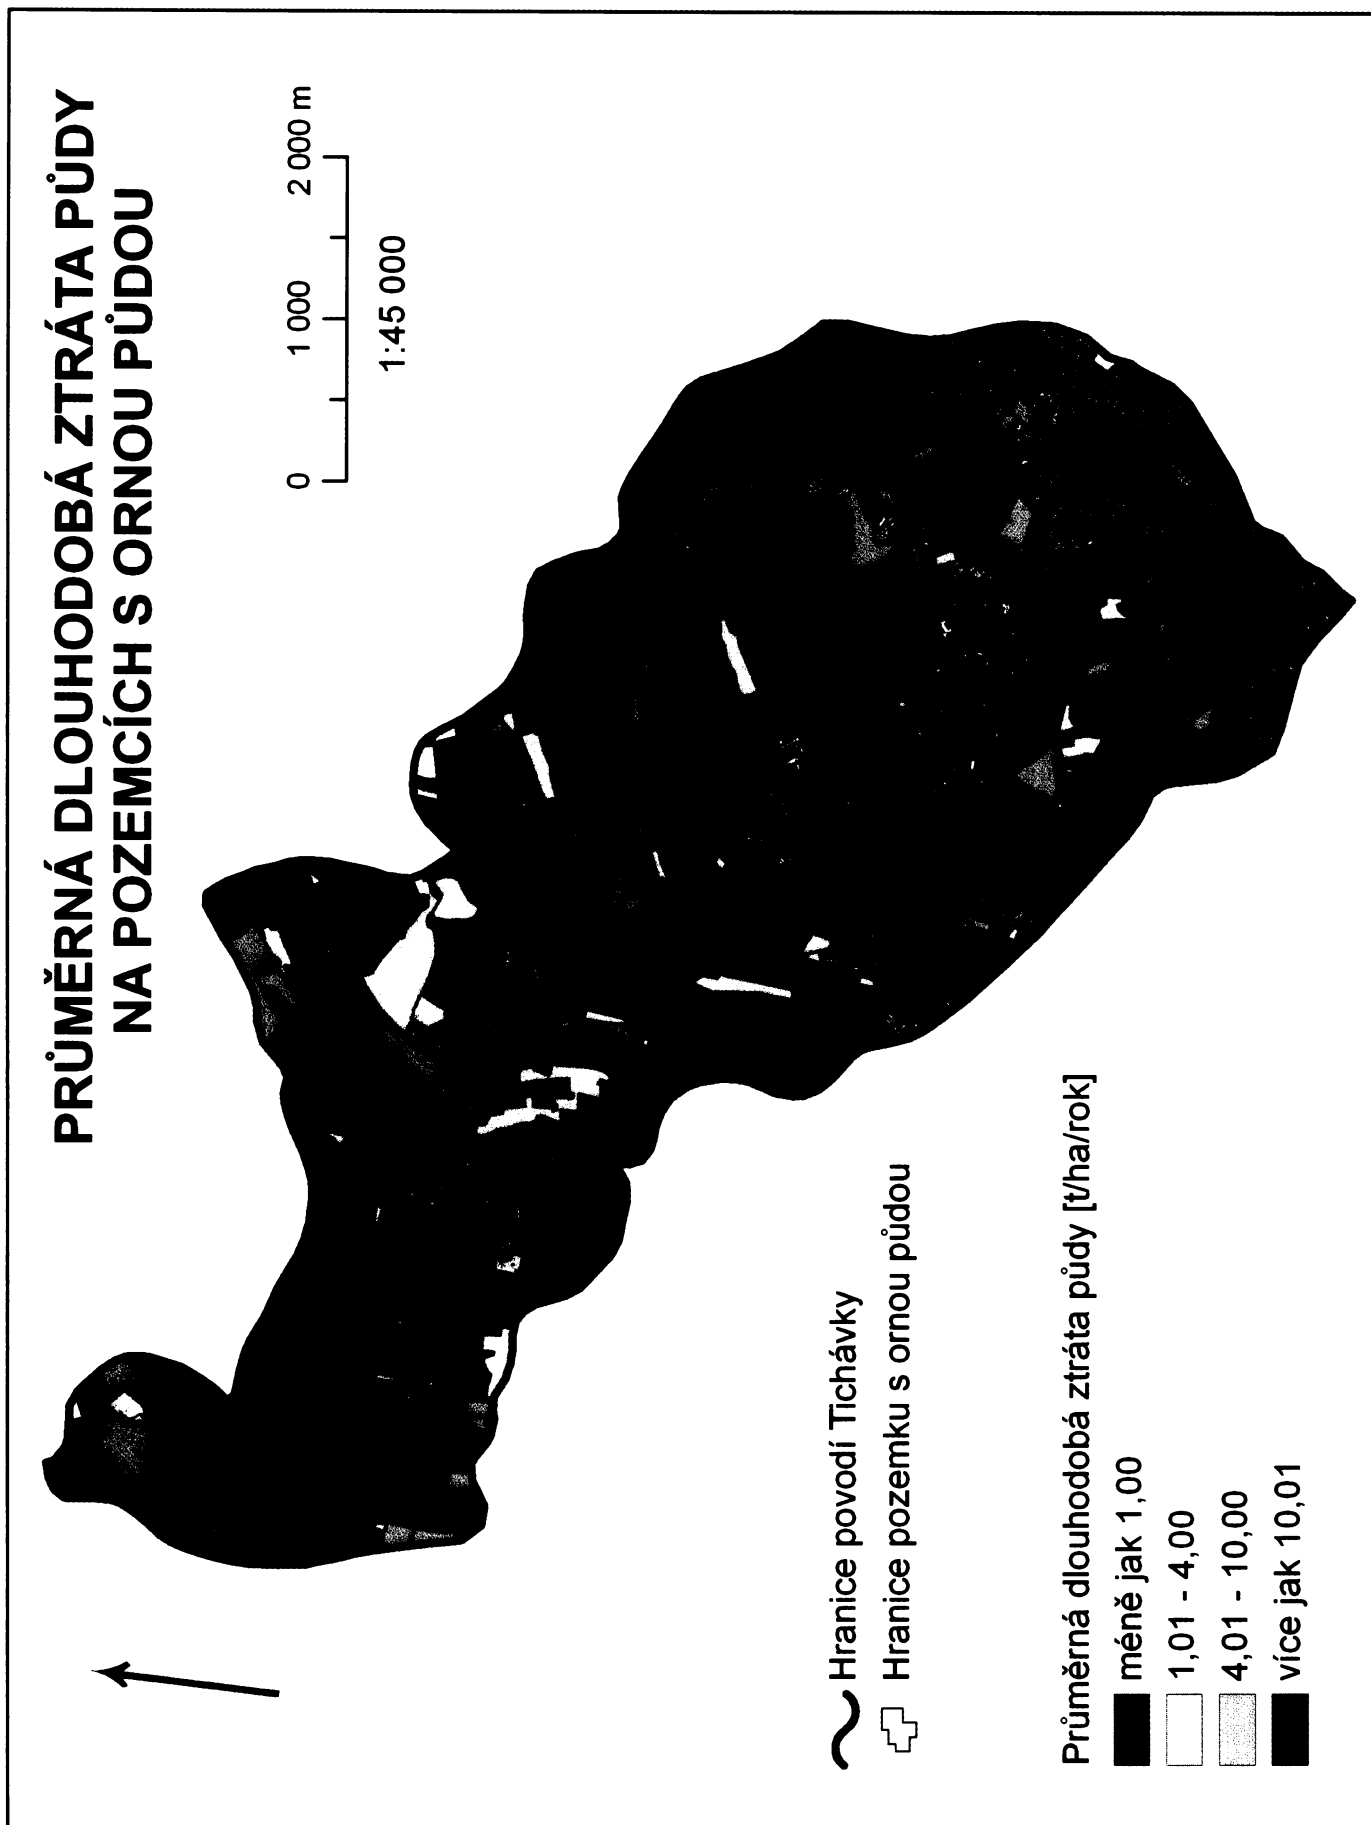 PRŮMĚRNÁ DLOUHODOBÁ ZTRÁTA PŮDY
NA POZEMCÍCH S ORNOU PŮDOU
0 1 000 2 000 m
1:45 000
Hranice povodí Tichávky
Hranice pozemku s ornou půdou
Průměrná dlouhodobá ztráta půdy [t/ha/rok]
méně jak 1,00
1,01 - 4,00
4,01 - 10,00
více jak 10,01